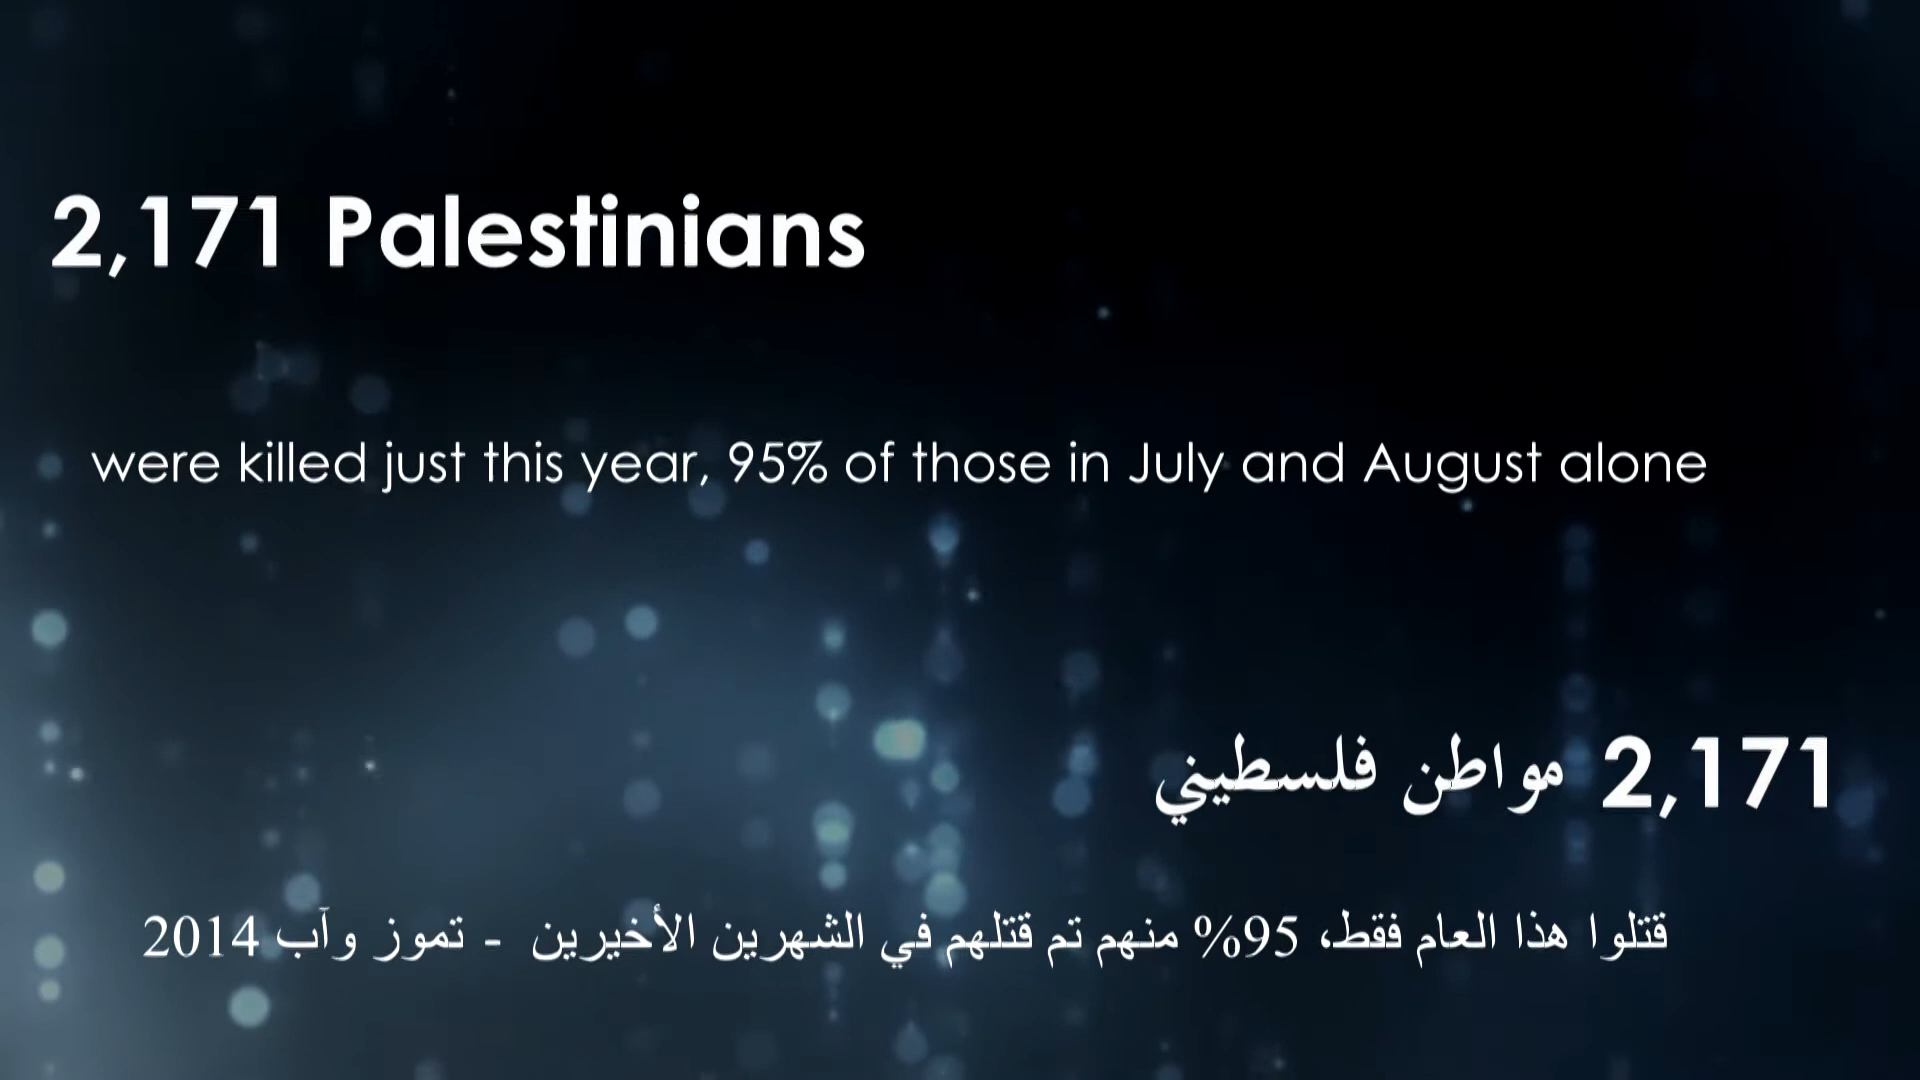 2,171 Palestinians
were killed just this year, 95% of those in July and August alone
2,171 مواطن فلسطيني
قتلوا هذا العام فقط، 95% منهم تم قتلهم في الشهرين الأخيرين - تموز وآب 2014